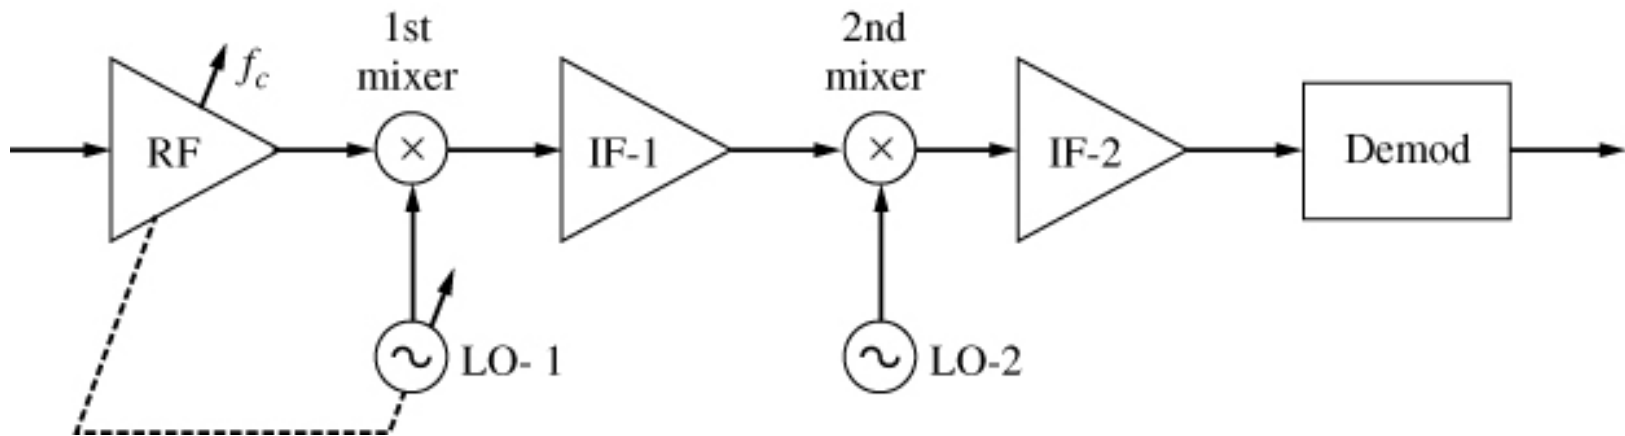 1st
mixer
2nd
mixer
f_c
RF
×
IF-1
×
IF-2
Demod
LO- 1
LO-2